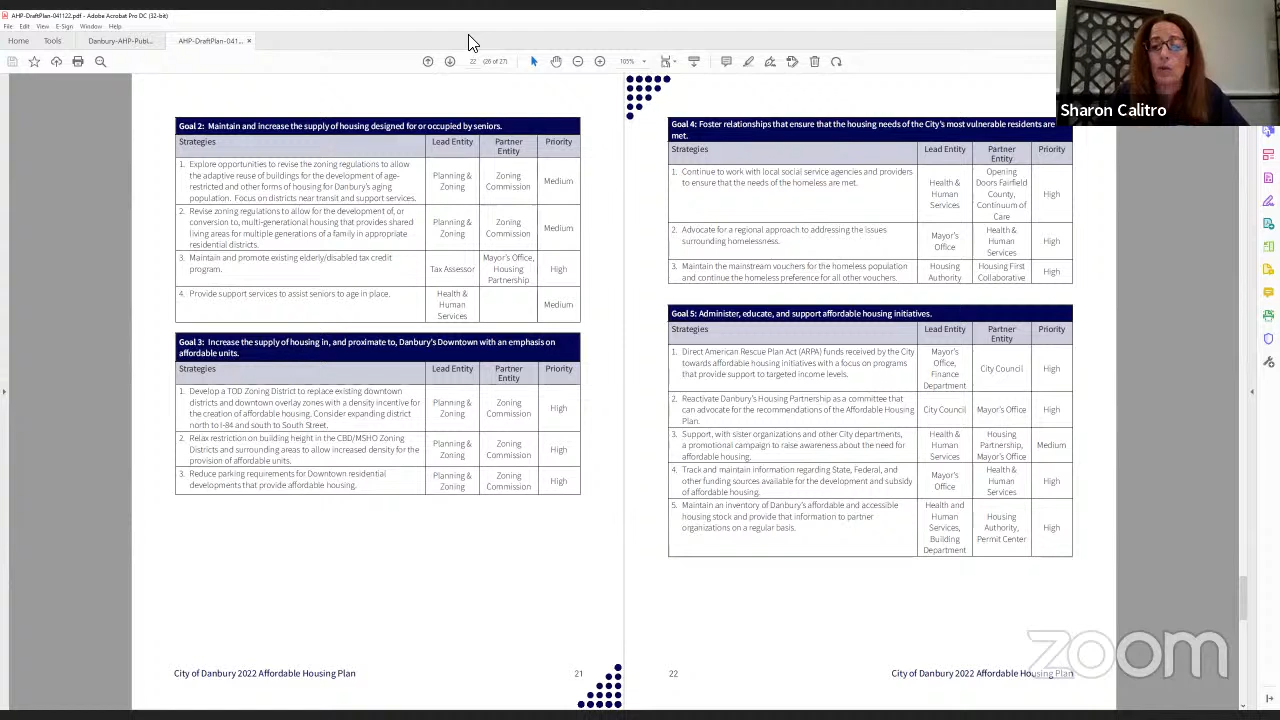 AHP-DraftPlan-041122.pdf - Adobe Acrobat Pro DC (32-bit)
File Edit View E-Sign Window Help
Home Tools Danbury-AHP-Publ... AHP-DraftPlan-041... ×
22 (26 of 27) 105%
Sharon Calitro
Goal 2: Maintain and increase the supply of housing designed for or occupied by seniors.
Strategies Lead Entity Partner Entity Priority
1. Explore opportunities to revise the zoning regulations to allow
the adaptive reuse of buildings for the development of age-
restricted and other forms of housing for Danbury's aging
population. Focus on districts near transit and support services.
Planning & Zoning
Zoning Commission
Medium
2. Revise zoning regulations to allow for the development of, or
conversion to, multi-generational housing that provides shared
living areas for multiple generations of a family in appropriate
residential districts.
Planning & Zoning
Zoning Commission
Medium
3. Maintain and promote existing elderly/disabled tax credit
program.
Tax Assessor
Mayor's Office, Housing Partnership
High
4. Provide support services to assist seniors to age in place.
Health & Human Services
Medium
Goal 3: Increase the supply of housing in, and proximate to, Danbury's Downtown with an emphasis on
affordable units.
Strategies Lead Entity Partner Entity Priority
1. Develop a TOD Zoning District to replace existing downtown
districts and downtown overlay zones with a density incentive for
the creation of affordable housing. Consider expanding district
north to I-84 and south to South Street.
Planning & Zoning
Zoning Commission
High
2. Relax restriction on building height in the CBD/MSHO Zoning
Districts and surrounding areas to allow increased density for the
provision of affordable units.
Planning & Zoning
Zoning Commission
High
3. Reduce parking requirements for Downtown residential
developments that provide affordable housing.
Planning & Zoning
Zoning Commission
High
City of Danbury 2022 Affordable Housing Plan 21
Goal 4: Foster relationships that ensure that the housing needs of the City's most vulnerable residents are
met.
Strategies Lead Entity Partner Entity Priority
1. Continue to work with local social service agencies and providers
to ensure that the needs of the homeless are met.
Health & Human Services
Opening Doors Fairfield County, Continuum of Care
High
2. Advocate for a regional approach to addressing the issues
surrounding homelessness.
Mayor's Office
Health & Human Services
High
3. Maintain the mainstream vouchers for the homeless population
and continue the homeless preference for all other vouchers.
Housing Authority
Housing First Collaborative
High
Goal 5: Administer, educate, and support affordable housing initiatives.
Strategies Lead Entity Partner Entity Priority
1. Direct American Rescue Plan Act (ARPA) funds received by the City
towards affordable housing initiatives with a focus on programs
that provide support to targeted income levels.
Mayor's Office, Finance Department
City Council
High
2. Reactivate Danbury's Housing Partnership as a committee that
can advocate for the recommendations of the Affordable Housing
Plan.
City Council
Mayor's Office
High
3. Support, with sister organizations and other City departments,
a promotional campaign to raise awareness about the need for
affordable housing.
Health & Human Services
Housing Partnership, Mayor's Office
Medium
4. Track and maintain information regarding State, Federal, and
other funding sources available for the development and subsidy
of affordable housing.
Mayor's Office
Health & Human Services
High
5. Maintain an inventory of Danbury's affordable and accessible
housing stock and provide that information to partner
organizations on a regular basis.
Health and Human Services, Building Department
Housing Authority, Permit Center
High
22 City of Danbury 2022 Affordable Housing Plan
zoom